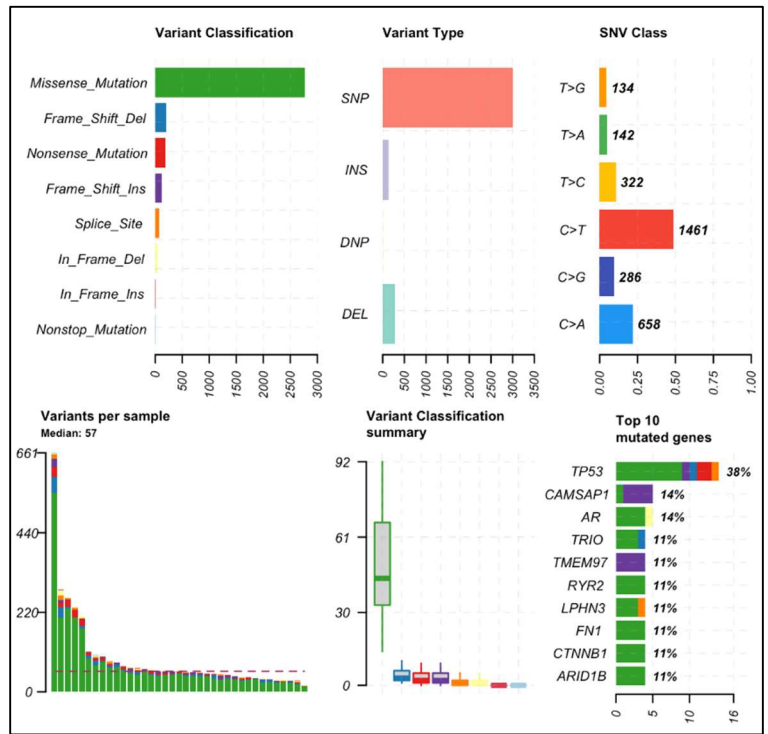 Variant Classification
Missense_Mutation
Frame_Shift_Del
Nonsense_Mutation
Frame_Shift_Ins
Splice_Site
In_Frame_Del
In_Frame_Ins
Nonstop_Mutation
0
500
1000
1500
2000
2500
3000
Variant Type
SNP
INS
DNP
DEL
0
500
1000
1500
2000
2500
3000
3500
SNV Class
T>G 134
T>A 142
T>C 322
C>T 1461
C>G 286
C>A 658
0.00
0.25
0.50
0.75
1.00
Variants per sample
Median: 57
661
440
220
0
Variant Classification
summary
92
61
30
0
Top 10
mutated genes
TP53 38%
CAMSAP1 14%
AR 14%
TRIO 11%
TMEM97 11%
RYR2 11%
LPHN3 11%
FN1 11%
CTNNB1 11%
ARID1B 11%
0
5
10
16